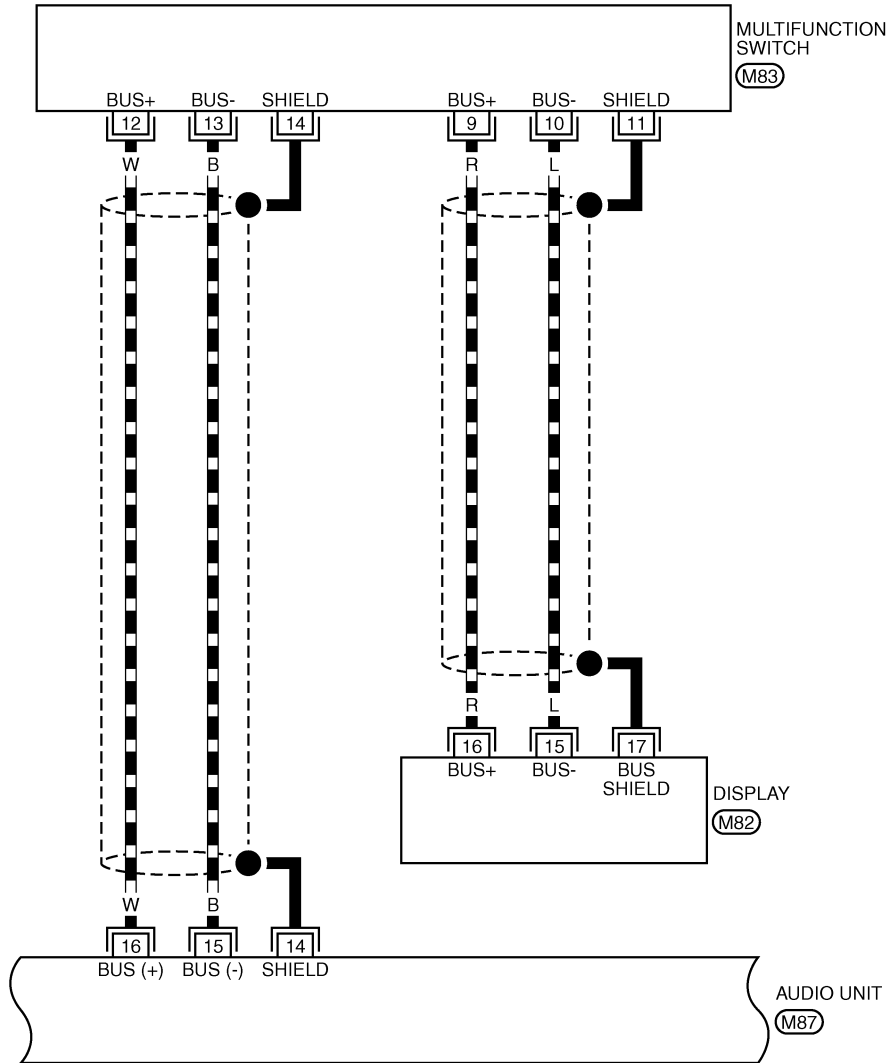 MULTIFUNCTION
SWITCH
M83
BUS+ BUS- SHIELD BUS+ BUS- SHIELD
12 13 14 9 10 11
W B R L
R L
16 15 17
BUS+ BUS- BUS
SHIELD
DISPLAY
M82
W B
16 15 14
BUS (+) BUS (-) SHIELD
AUDIO UNIT
M87